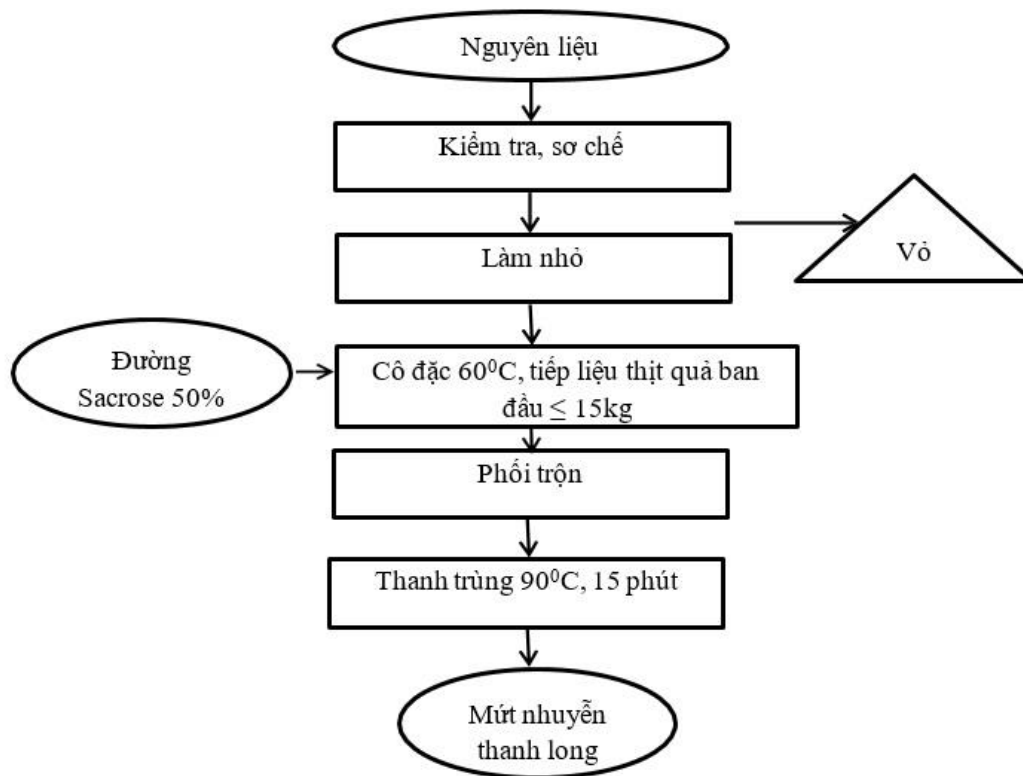 Nguyên liệu
Kiểm tra, sơ chế
Làm nhỏ
Vỏ
Đường
Sacrose 50%
Cô đặc 60⁰C, tiếp liệu thịt quả ban
đầu ≤ 15kg
Phối trộn
Thanh trùng 90⁰C, 15 phút
Mứt nhuyễn
thanh long